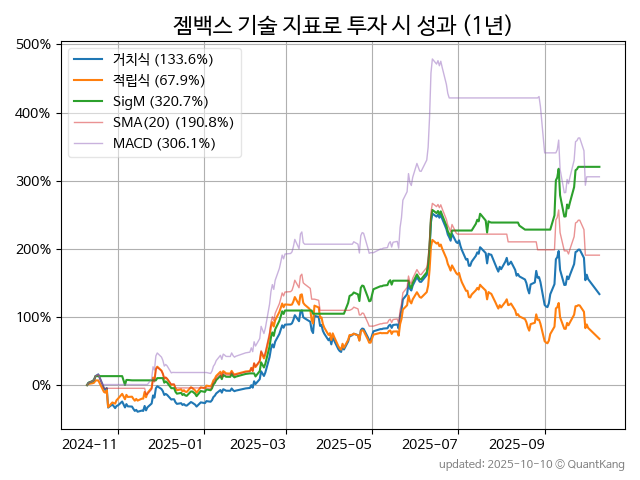 젬백스 기술 지표로 투자 시 성과 (1년)
500%
400%
300%
200%
100%
0%
거치식 (133.6%)
적립식 (67.9%)
SigM (320.7%)
SMA(20) (190.8%)
MACD (306.1%)
2024-11
2025-01
2025-03
2025-05
2025-07
2025-09
updated: 2025-10-10 © QuantKang